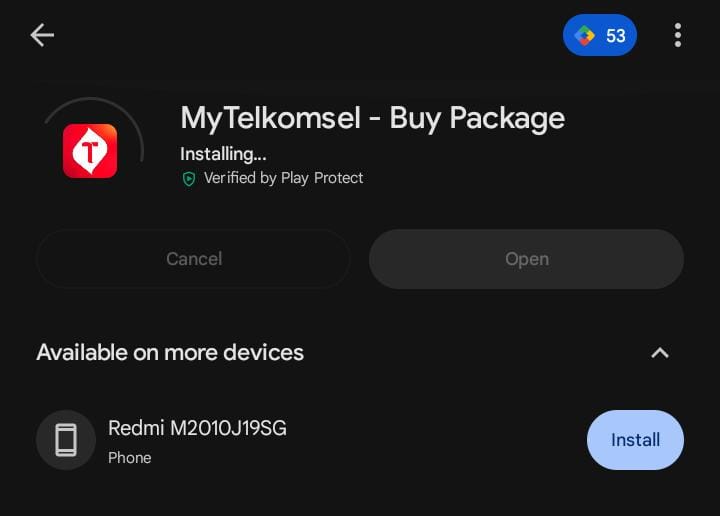 53
MyTelkomsel - Buy Package
Installing...
Verified by Play Protect
Cancel
Open
Available on more devices
Redmi M2010J19SG
Phone
Install